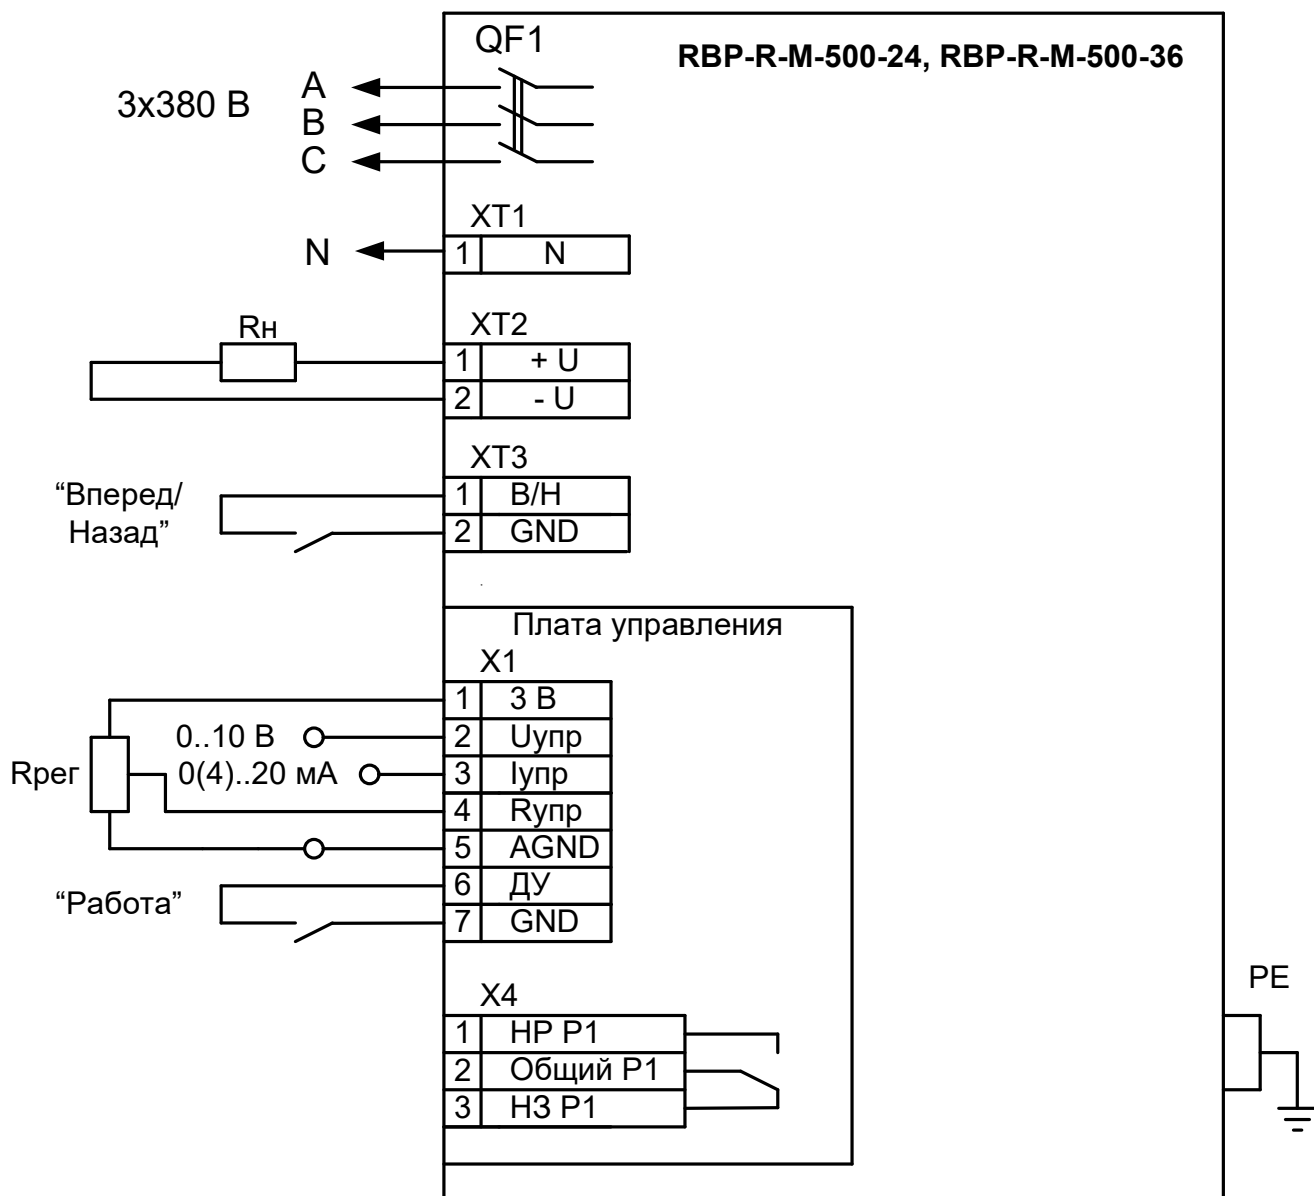 QF1
RBP-R-M-500-24, RBP-R-M-500-36
3x380 В
A
B
C
XT1
N
1 N
Rн
XT2
1 + U
2 - U
XT3
“Вперед/
Назад”
1 В/Н
2 GND
Плата управления
X1
1 3 В
0..10 В
2 Uупр
Rрег
0(4)..20 мА
3 Iупр
4 Rупр
5 AGND
“Работа”
6 ДУ
7 GND
PE
X4
1 НР Р1
2 Общий Р1
3 НЗ Р1